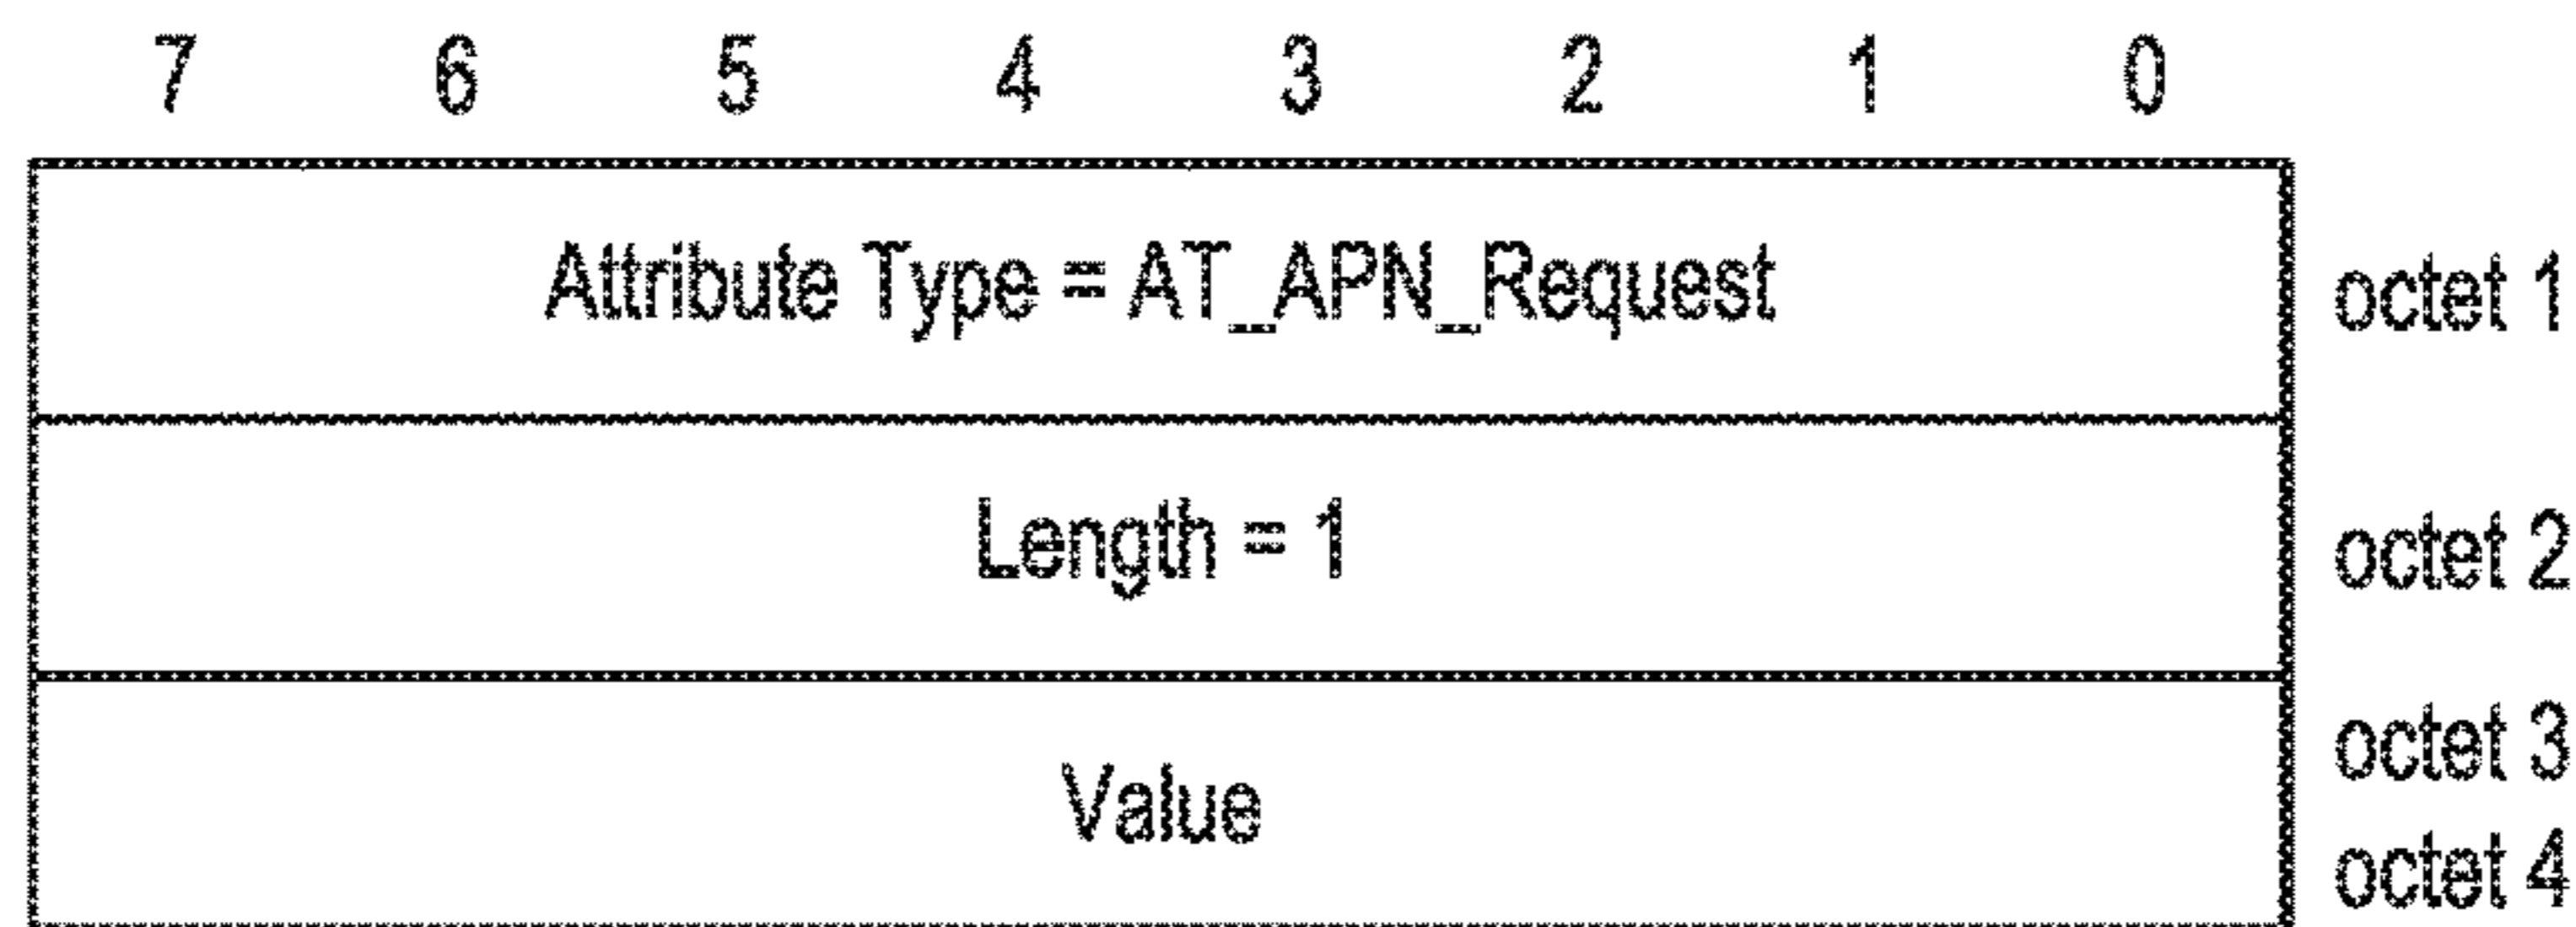 7 6 5 4 3 2 1 0
Attribute Type = AT_APN_Request octet 1
Length = 1 octet 2
octet 3
Value
octet 4